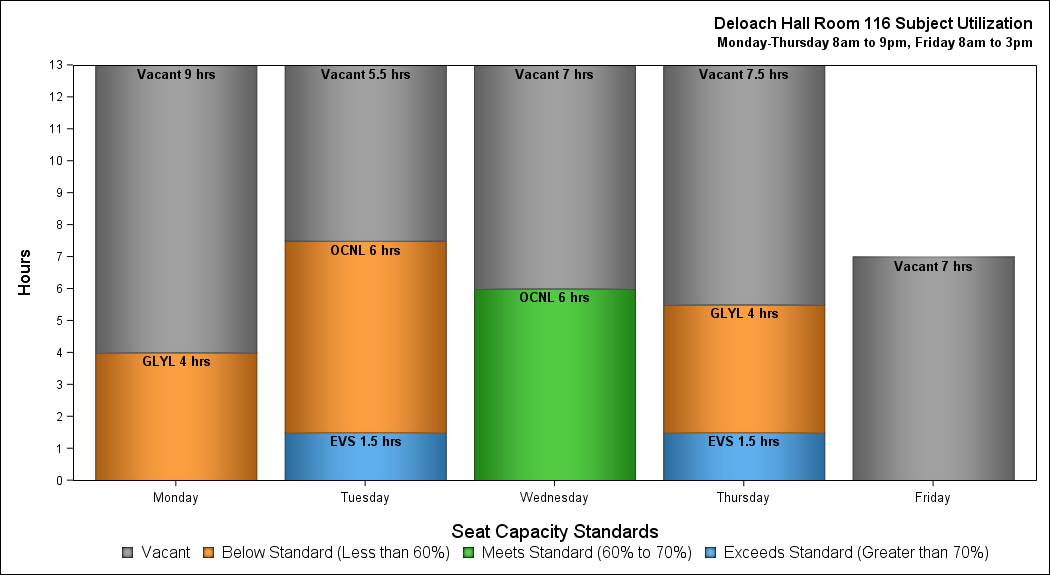 Deloach Hall Room 116 Subject Utilization
Monday-Thursday 8am to 9pm, Friday 8am to 3pm
Hours
13
12
11
10
9
8
7
6
5
4
3
2
1
0
Vacant 9 hrs
GLYL 4 hrs
Vacant 5.5 hrs
OCNL 6 hrs
EVS 1.5 hrs
Vacant 7 hrs
OCNL 6 hrs
Vacant 7.5 hrs
GLYL 4 hrs
EVS 1.5 hrs
Vacant 7 hrs
Monday Tuesday Wednesday Thursday Friday
Seat Capacity Standards
Vacant Below Standard (Less than 60%) Meets Standard (60% to 70%) Exceeds Standard (Greater than 70%)